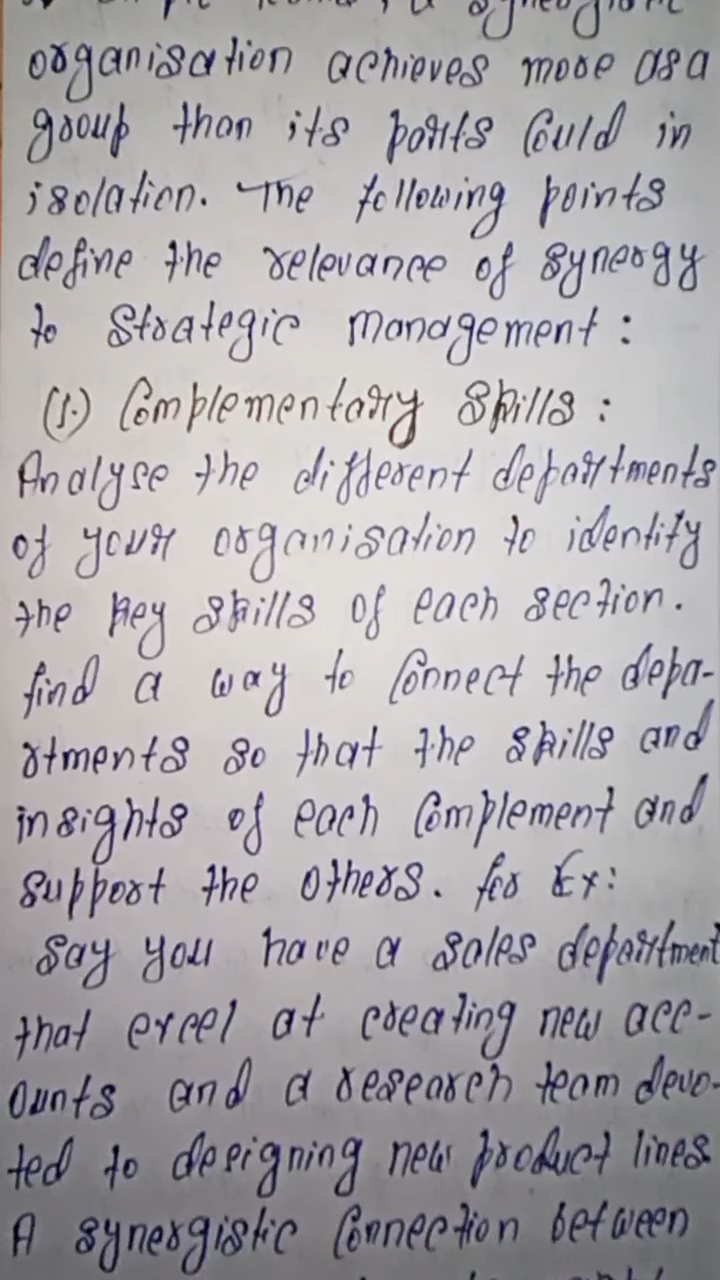 a synergistic
organisation achieves more as a
group than its parts could in
isolation. The following points
define the relevance of synergy
to Strategic management :
(1.) Complementary Skills :
Analyse the different departments
of your organisation to identify
the key skills of each section.
find a way to connect the depa-
rtments so that the skills and
insights of each complement and
support the others. for Ex:
Say you have a sales department
that excel at creating new acc-
ounts and a research team devo-
ted to designing new product lines
A synergistic connection between